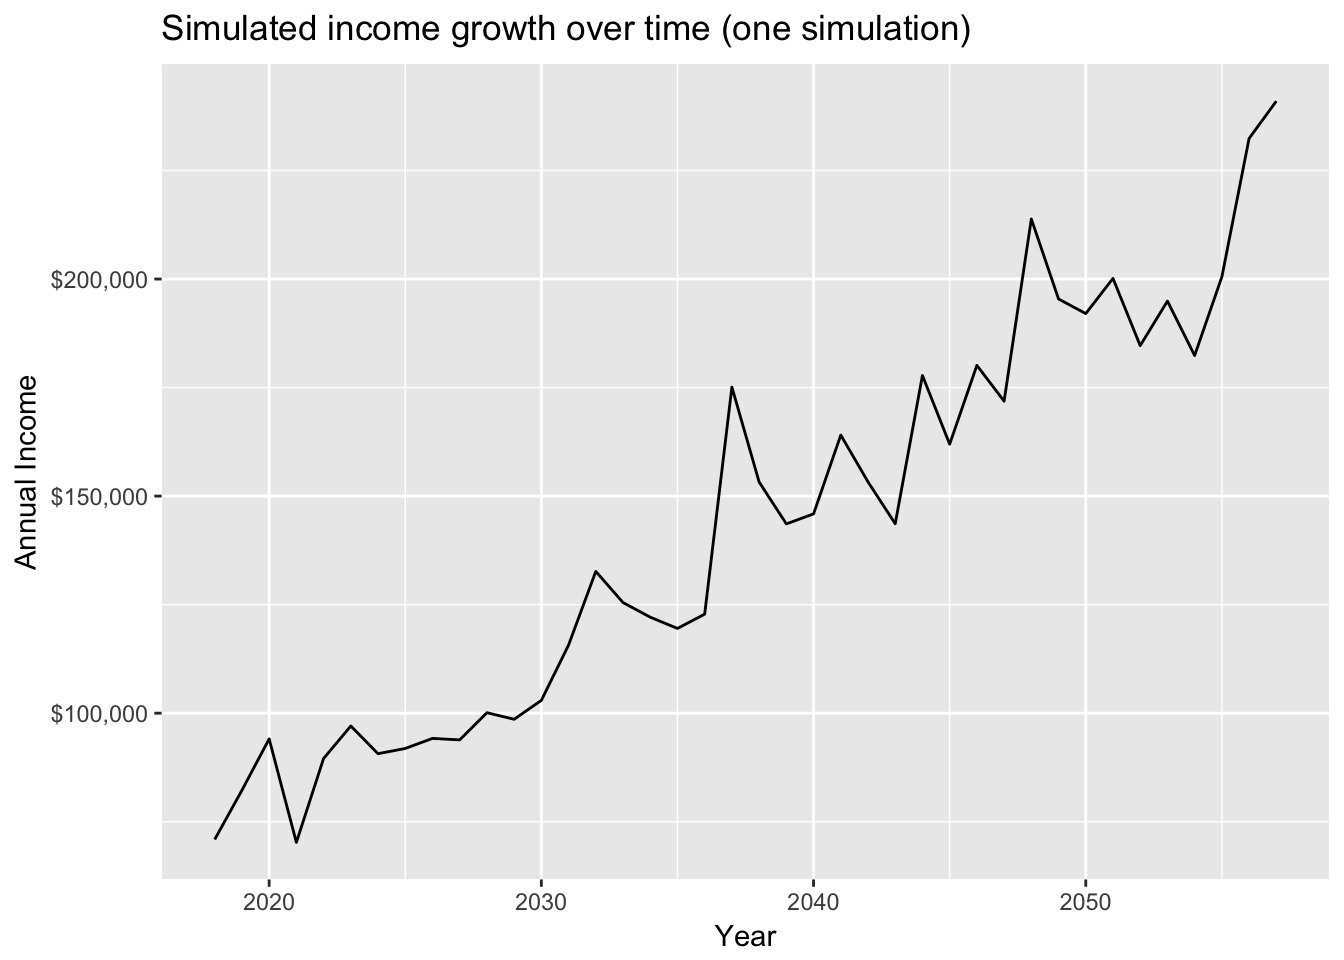 Simulated income growth over time (one simulation)
Annual Income
$200,000
$150,000
$100,000
2020
2030
2040
2050
Year